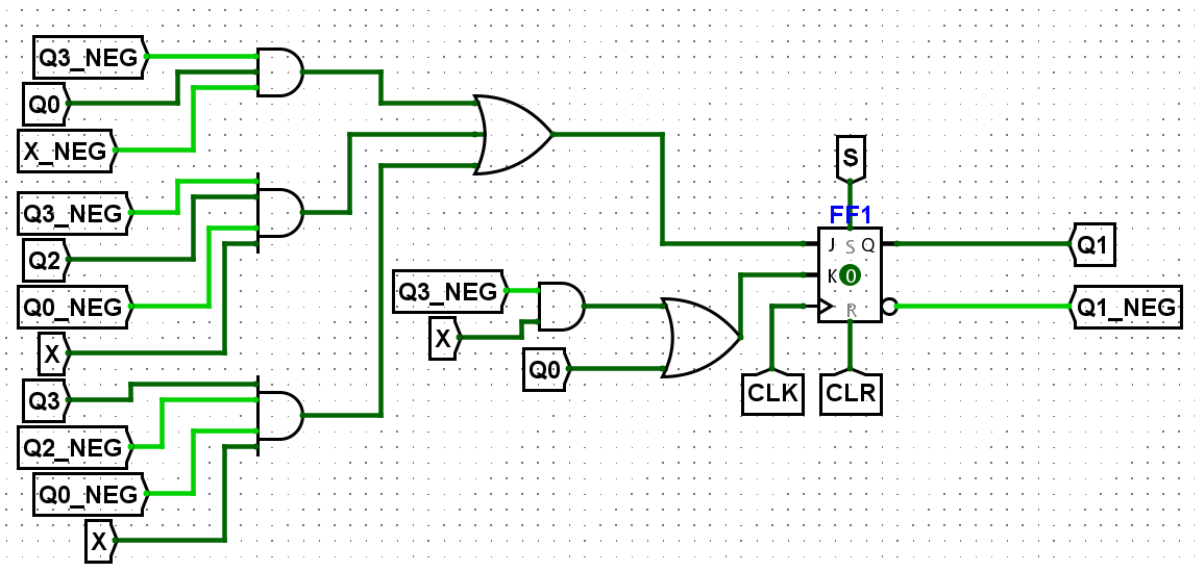 Q3_NEG
Q0
X_NEG
Q3_NEG
Q2
Q0_NEG
X
Q3
Q2_NEG
Q0_NEG
X
Q3_NEG
X
Q0
S
FF1
J S Q
K 0
R
CLK
CLR
Q1
Q1_NEG